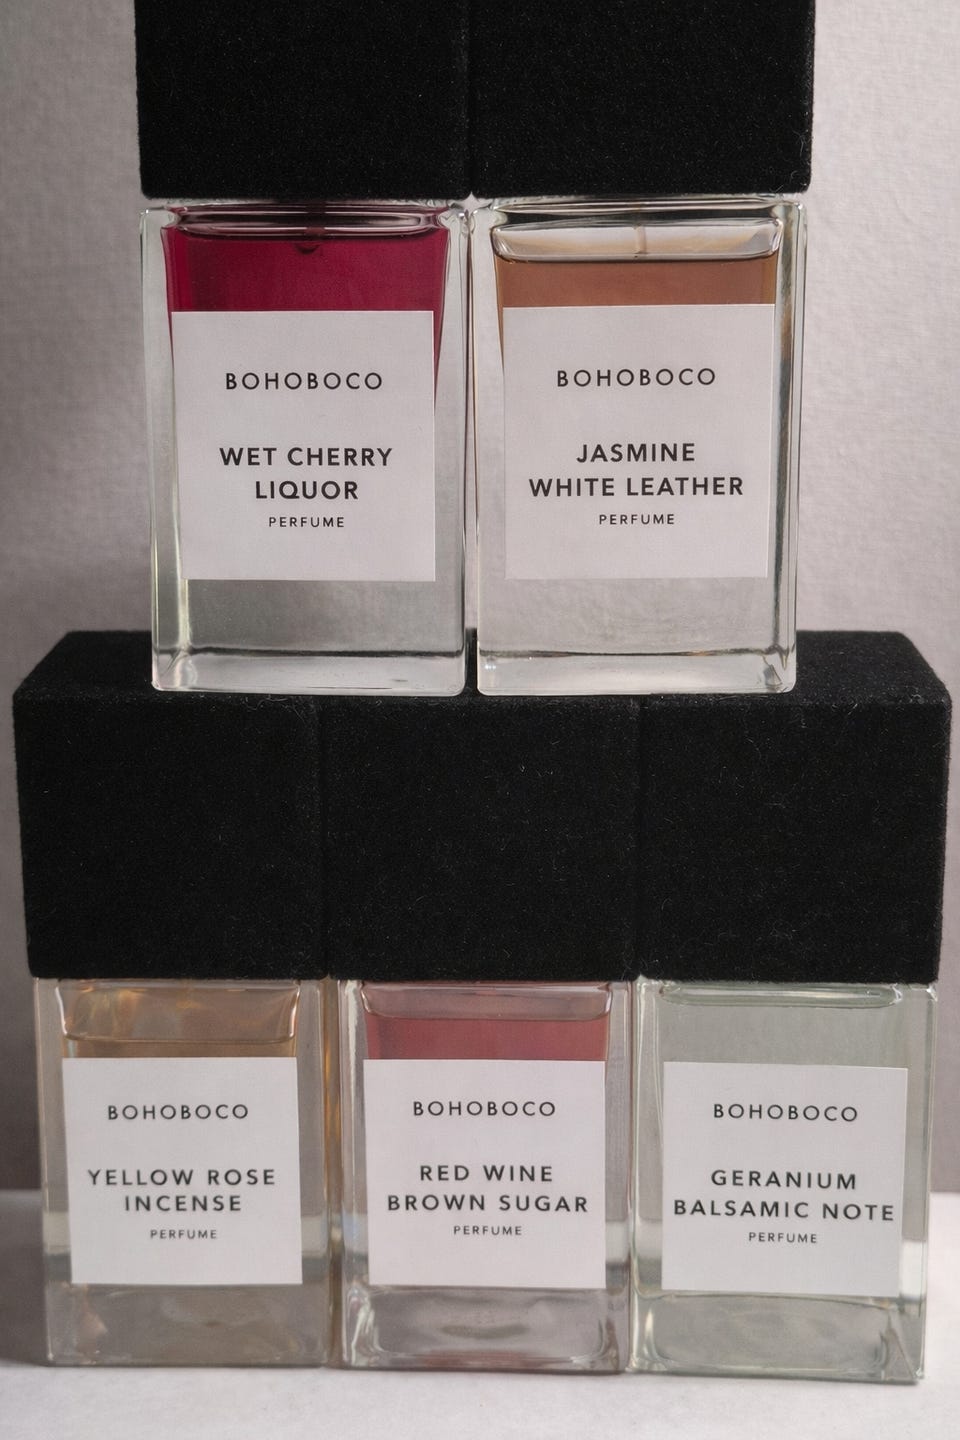 BOHOBOCO
WET CHERRY
LIQUOR
PERFUME
BOHOBOCO
JASMINE
WHITE LEATHER
PERFUME
BOHOBOCO
YELLOW ROSE
INCENSE
PERFUME
BOHOBOCO
RED WINE
BROWN SUGAR
PERFUME
BOHOBOCO
GERANIUM
BALSAMIC NOTE
PERFUME